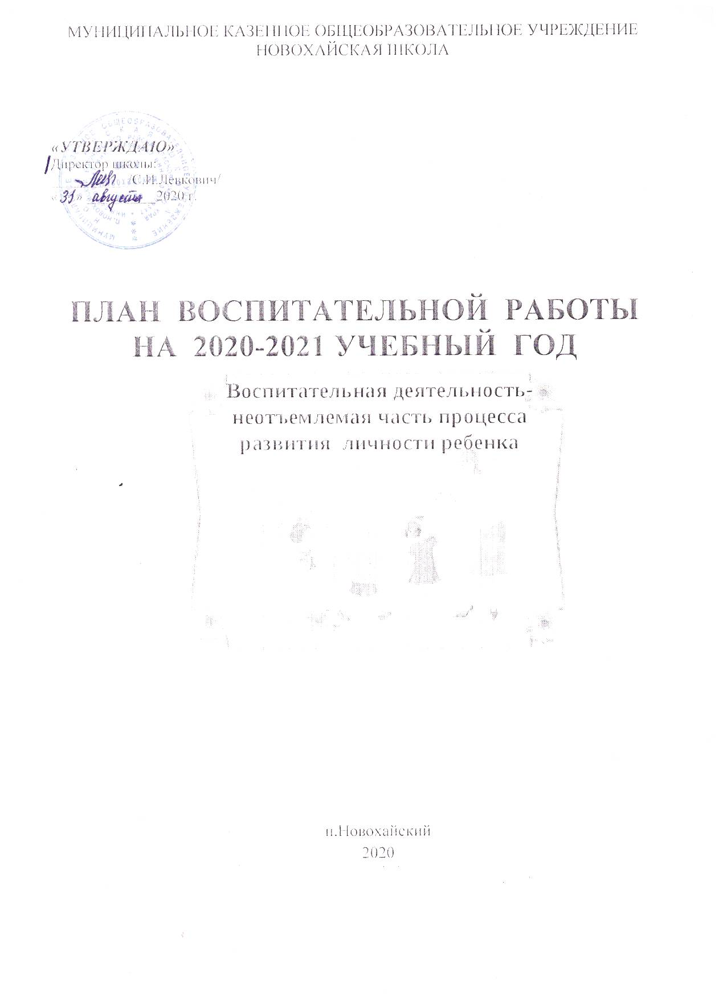 МУНИЦИПАЛЬНОЕ КАЗЕННОЕ ОБЩЕОБРАЗОВАТЕЛЬНОЕ УЧРЕЖДЕНИЕ
НОВОХАЙСКАЯ ШКОЛА
«УТВЕРЖДАЮ»
Директор школы:
/С.И.Левкович/
«31» августа 2020 г.
ПЛАН ВОСПИТАТЕЛЬНОЙ РАБОТЫ
НА 2020-2021 УЧЕБНЫЙ ГОД
Воспитательная деятельность-
неотъемлемая часть процесса
развития личности ребенка
п.Новохайский
2020